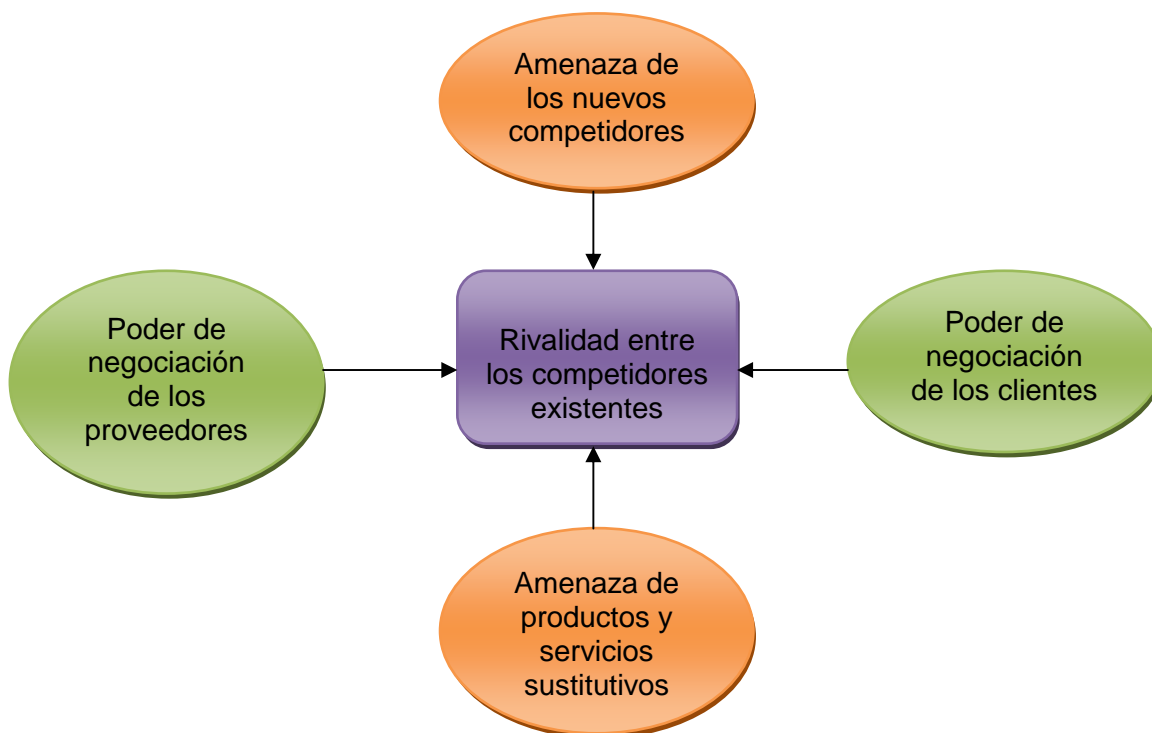 Amenaza de
los nuevos
competidores
Poder de
negociación
de los
proveedores
Rivalidad entre
los competidores
existentes
Poder de
negociación
de los clientes
Amenaza de
productos y
servicios
sustitutivos